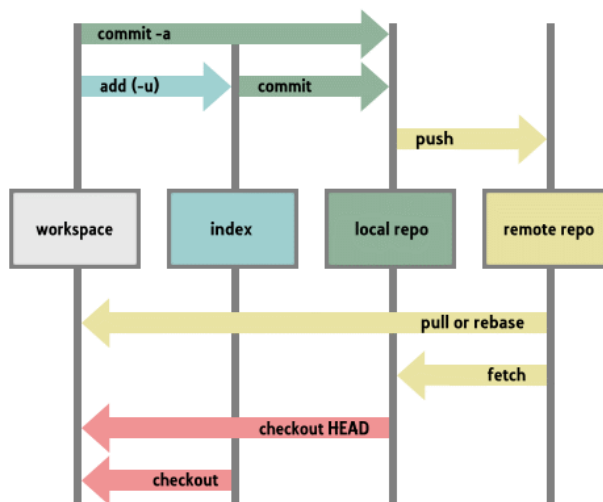 commit -a
add (-u)
commit
push
workspace
index
local repo
remote repo
pull or rebase
fetch
checkout HEAD
checkout